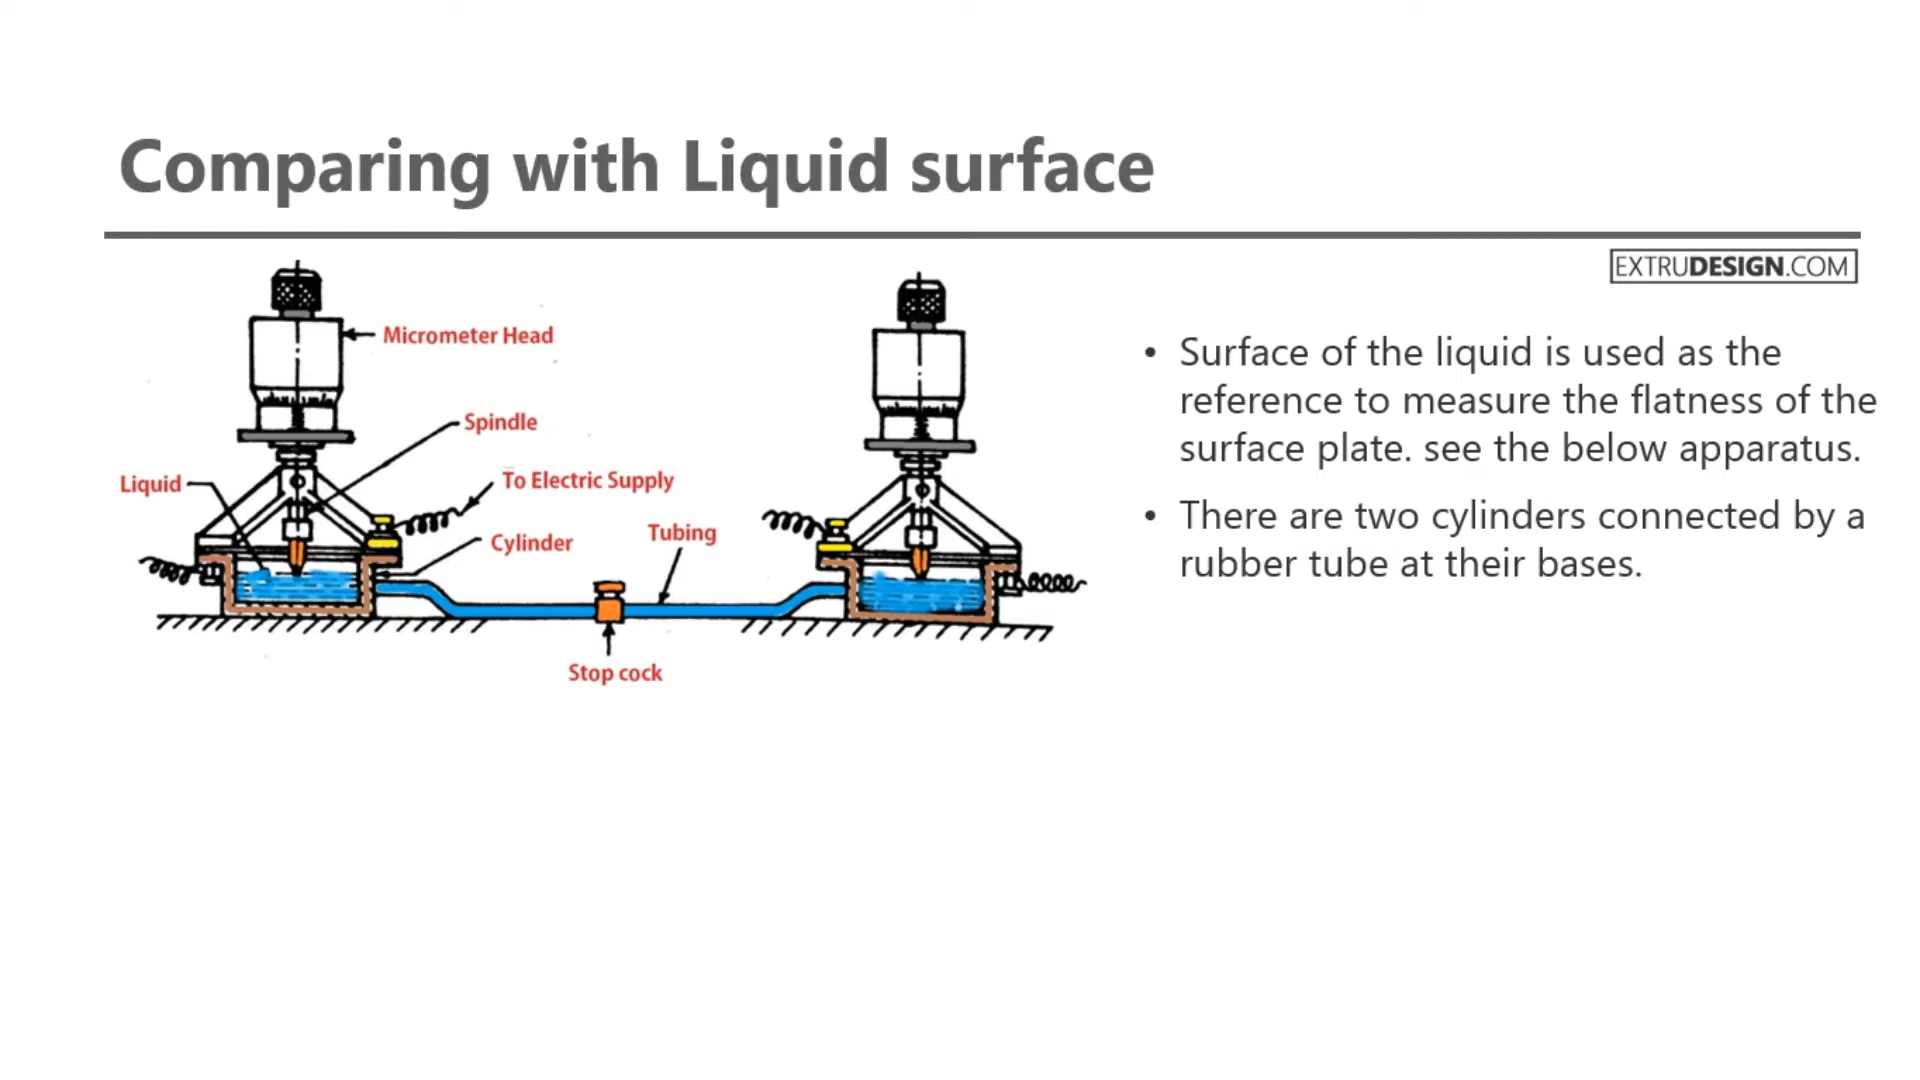 Comparing with Liquid surface
EXTRUDESIGN.COM
Micrometer Head
Spindle
Liquid
To Electric Supply
Cylinder
Tubing
Stop cock
• Surface of the liquid is used as the
reference to measure the flatness of the
surface plate. see the below apparatus.
• There are two cylinders connected by a
rubber tube at their bases.